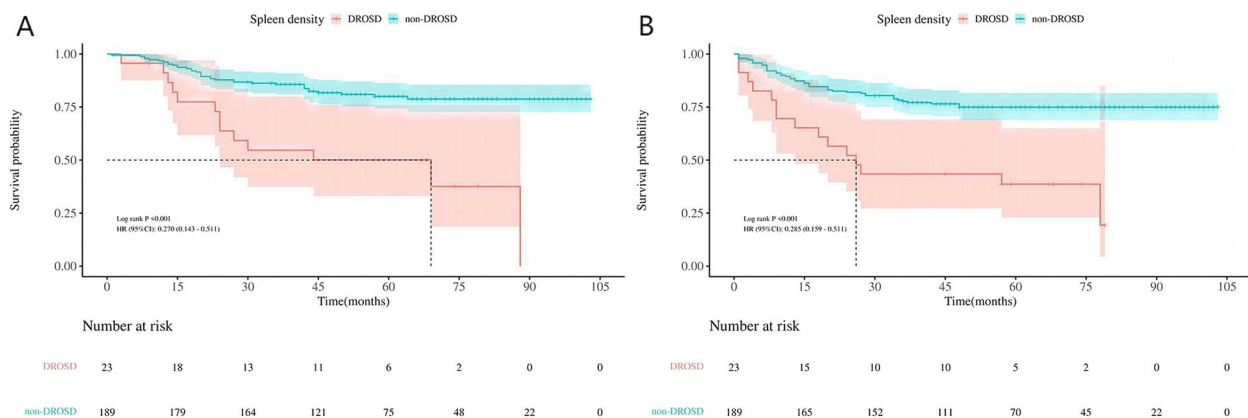 A
Spleen density DROSD non-DROSD
1.00
0.75
0.50
0.25
0.00
Survival probability
Log rank P <0.001
HR (95%CI): 0.270 (0.143 - 0.511)
0 15 30 45 60 75 90 105
Time(months)
Number at risk
DROSD 23 18 13 11 6 2 0 0
non-DROSD 189 179 164 121 75 48 22 0
B
Spleen density DROSD non-DROSD
1.00
0.75
0.50
0.25
0.00
Survival probability
Log rank P <0.001
HR (95%CI): 0.285 (0.159 - 0.511)
0 15 30 45 60 75 90 105
Time(months)
Number at risk
DROSD 23 15 10 10 5 2 0 0
non-DROSD 189 165 152 111 70 45 22 0